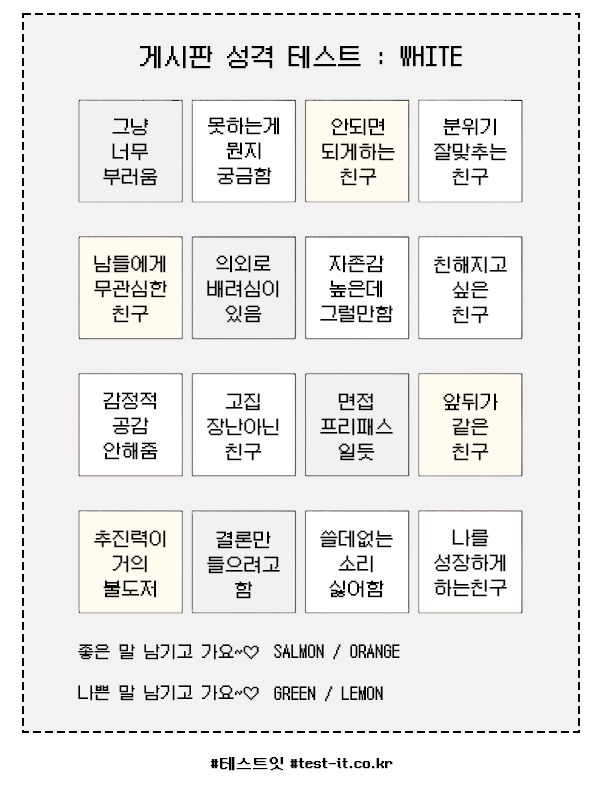 게시판 성격 테스트 : WHITE
그냥
너무
부러움
못하는게
뭔지
궁금함
안되면
되게하는
친구
분위기
잘맞추는
친구
남들에게
무관심한
친구
의외로
배려심이
있음
자존감
높은데
그럴만함
친해지고
싶은
친구
감정적
공감
안해줌
고집
장난아닌
친구
면접
프리패스
일듯
앞뒤가
같은
친구
추진력이
거의
불도저
결론만
들으려고
함
쓸데없는
소리
싫어함
나를
성장하게
하는친구
좋은 말 남기고 가요~♡ SALMON / ORANGE
나쁜 말 남기고 가요~♡ GREEN / LEMON
#테스트잇 #test-it.co.kr